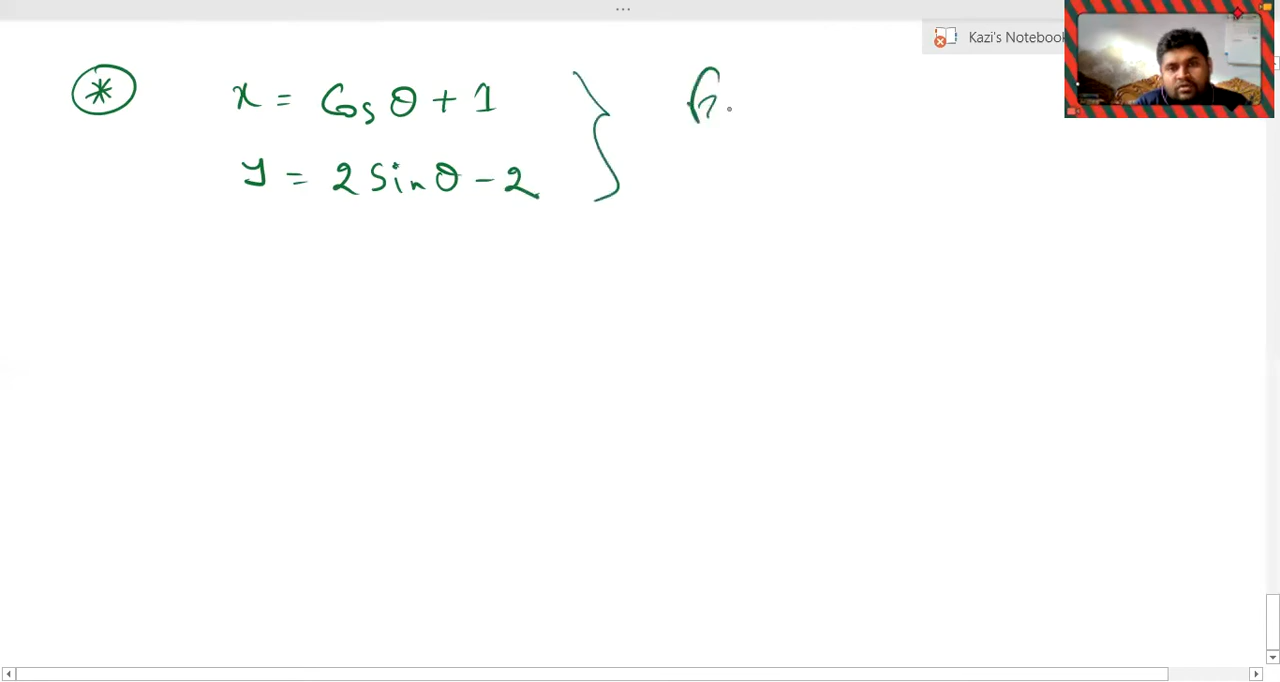 Kazi's Notebook
x = Cos θ + 1
y = 2 Sin θ - 2